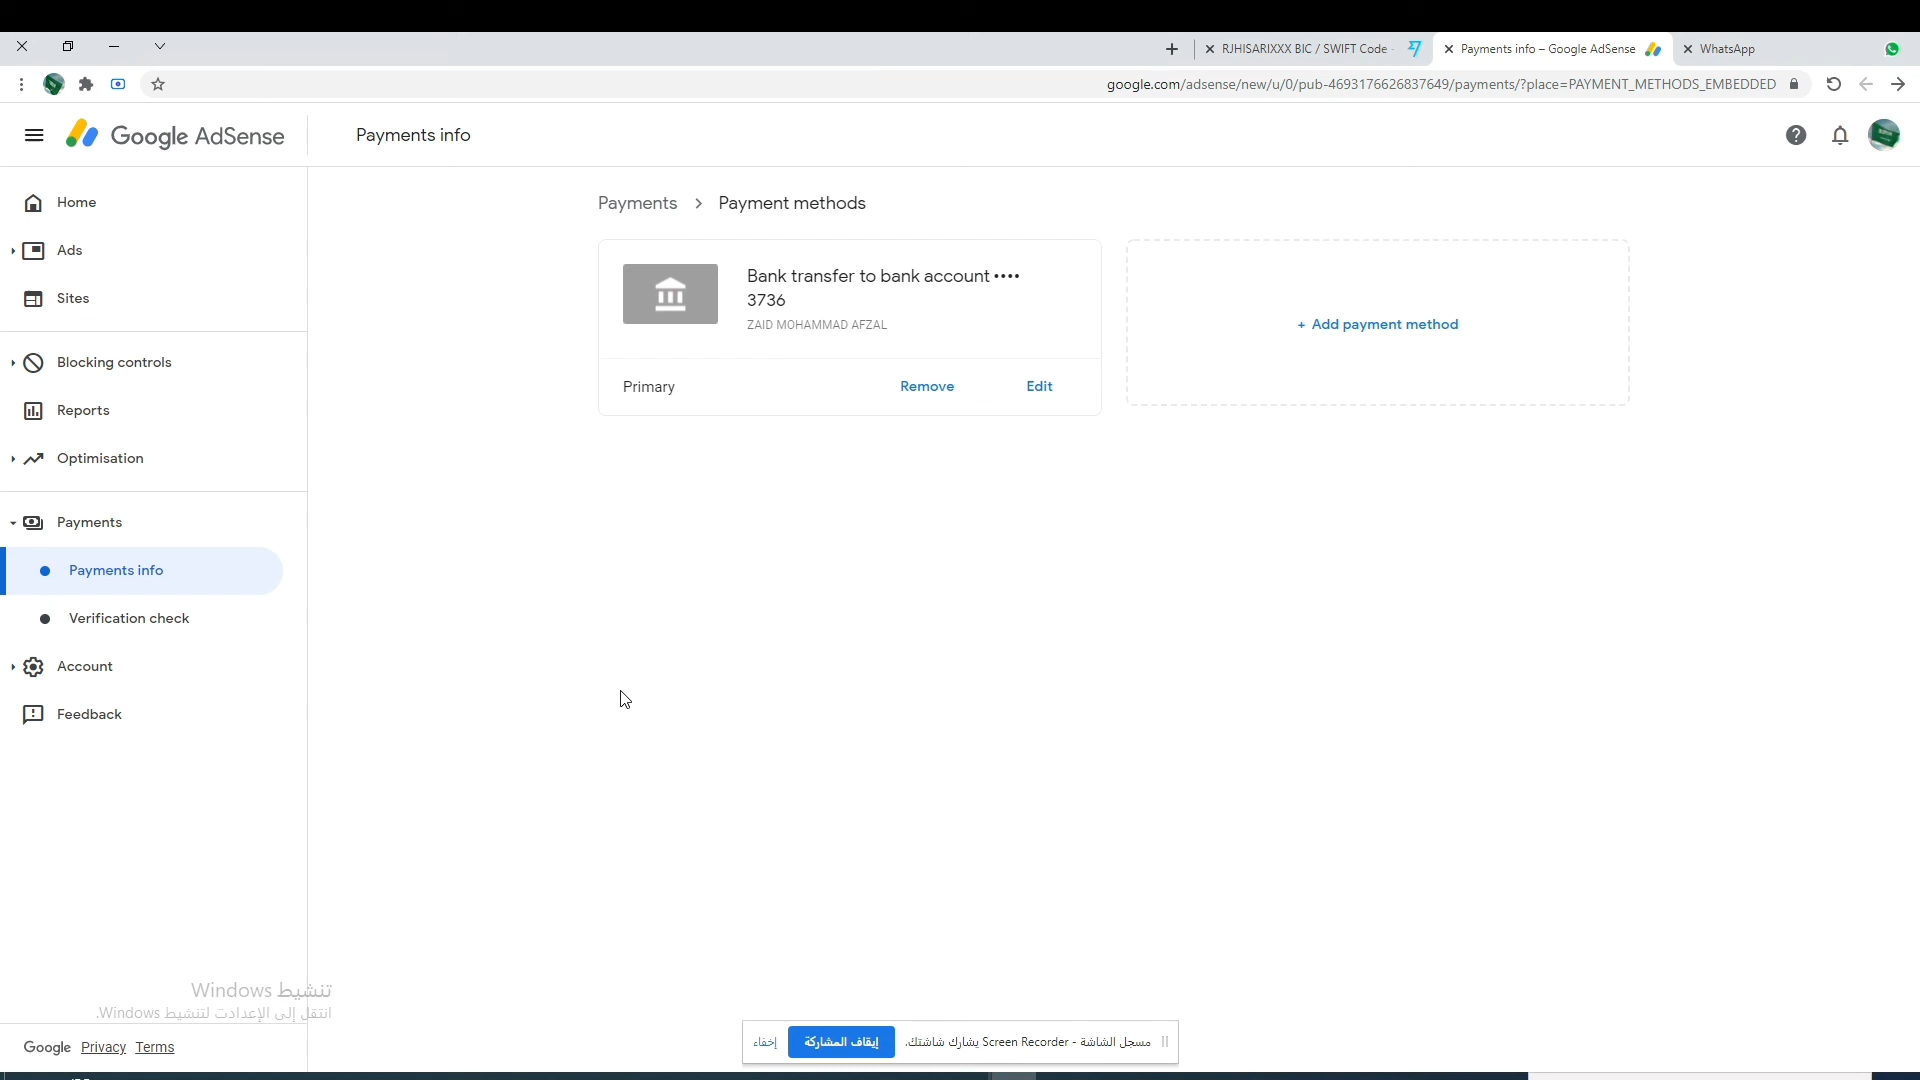 RJHISARIXXX BIC / SWIFT Code -
Payments info – Google AdSense
WhatsApp
google.com/adsense/new/u/0/pub-4693176626837649/payments/?place=PAYMENT_METHODS_EMBEDDED
Google AdSense
Payments info
Home
Ads
Sites
Blocking controls
Reports
Optimisation
Payments
Payments info
Verification check
Account
Feedback
Payments > Payment methods
Bank transfer to bank account ••••
3736
ZAID MOHAMMAD AFZAL
Primary
Remove
Edit
+ Add payment method
تنشيط Windows
انتقل إلى الإعدادات لتنشيط Windows.
Google Privacy Terms
مسجل الشاشة - Screen Recorder يشارك شاشتك.
إيقاف المشاركة
إخفاء